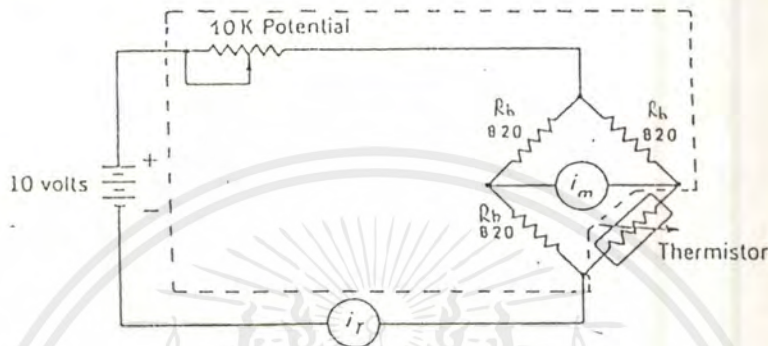 10 K Potential
Rb
820
Rb
820
10 volts
+
−
im
Rb
820
Thermistor
iT